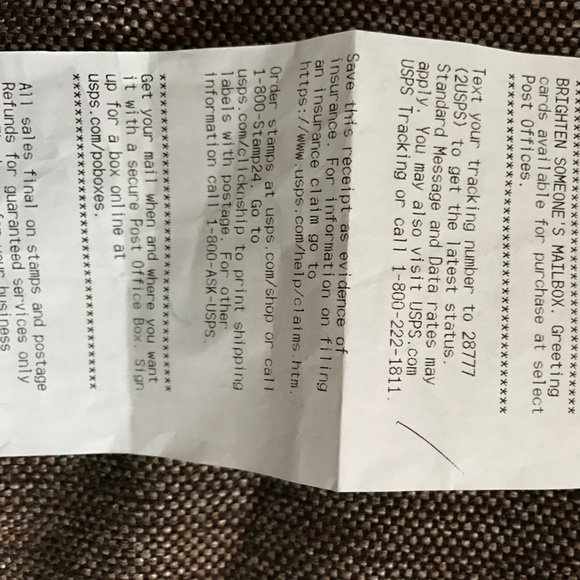 BRIGHTEN SOMEONE'S MAILBOX. Greeting
cards available for purchase at select
Post Offices.
****************************************
Text your tracking number to 28777
(2USPS) to get the latest status.
Standard Message and Data rates may
apply. You may also visit USPS.com
USPS Tracking or call 1-800-222-1811.
Save this receipt as evidence of
insurance. For information on filing
an insurance claim go to
https://www.usps.com/help/claims.htm.
Order stamps at usps.com/shop or call
1-800-Stamp24. Go to
usps.com/clicknship to print shipping
labels with postage. For other
information call 1-800-ASK-USPS.
****************************************
Get your mail when and where you want
it with a secure Post Office Box. Sign
up for a box online at
usps.com/poboxes.
****************************************
All sales final on stamps and postage
Refunds for guaranteed services only
your business